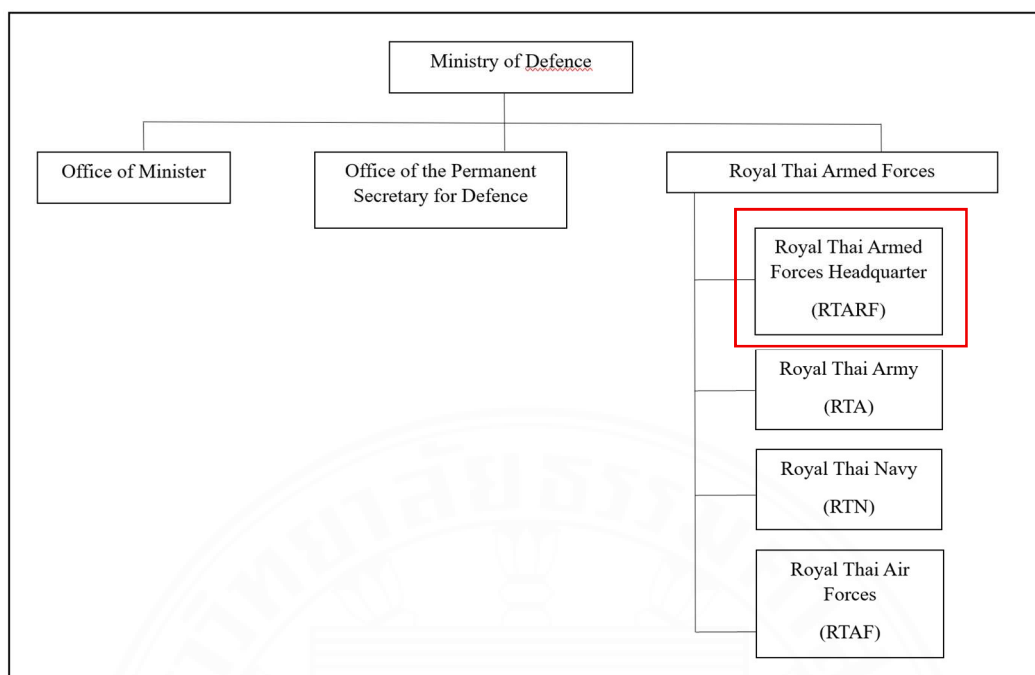 Ministry of Defence
Office of Minister
Office of the Permanent
Secretary for Defence
Royal Thai Armed Forces
Royal Thai Armed
Forces Headquarter
(RTARF)
Royal Thai Army
(RTA)
Royal Thai Navy
(RTN)
Royal Thai Air
Forces
(RTAF)